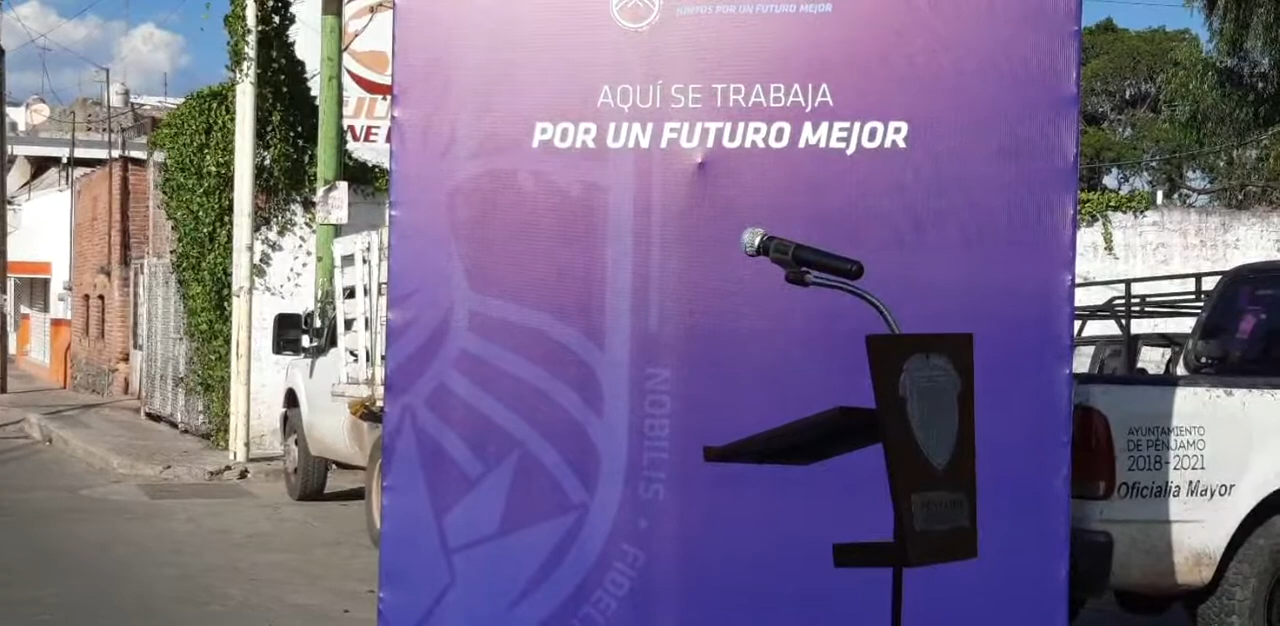 JUNTOS POR UN FUTURO MEJOR
AQUÍ SE TRABAJA
POR UN FUTURO MEJOR
NOBILIS • FIDEL
AYUNTAMIENTO
DE PÉNJAMO
2018-2021
Oficialia Mayor